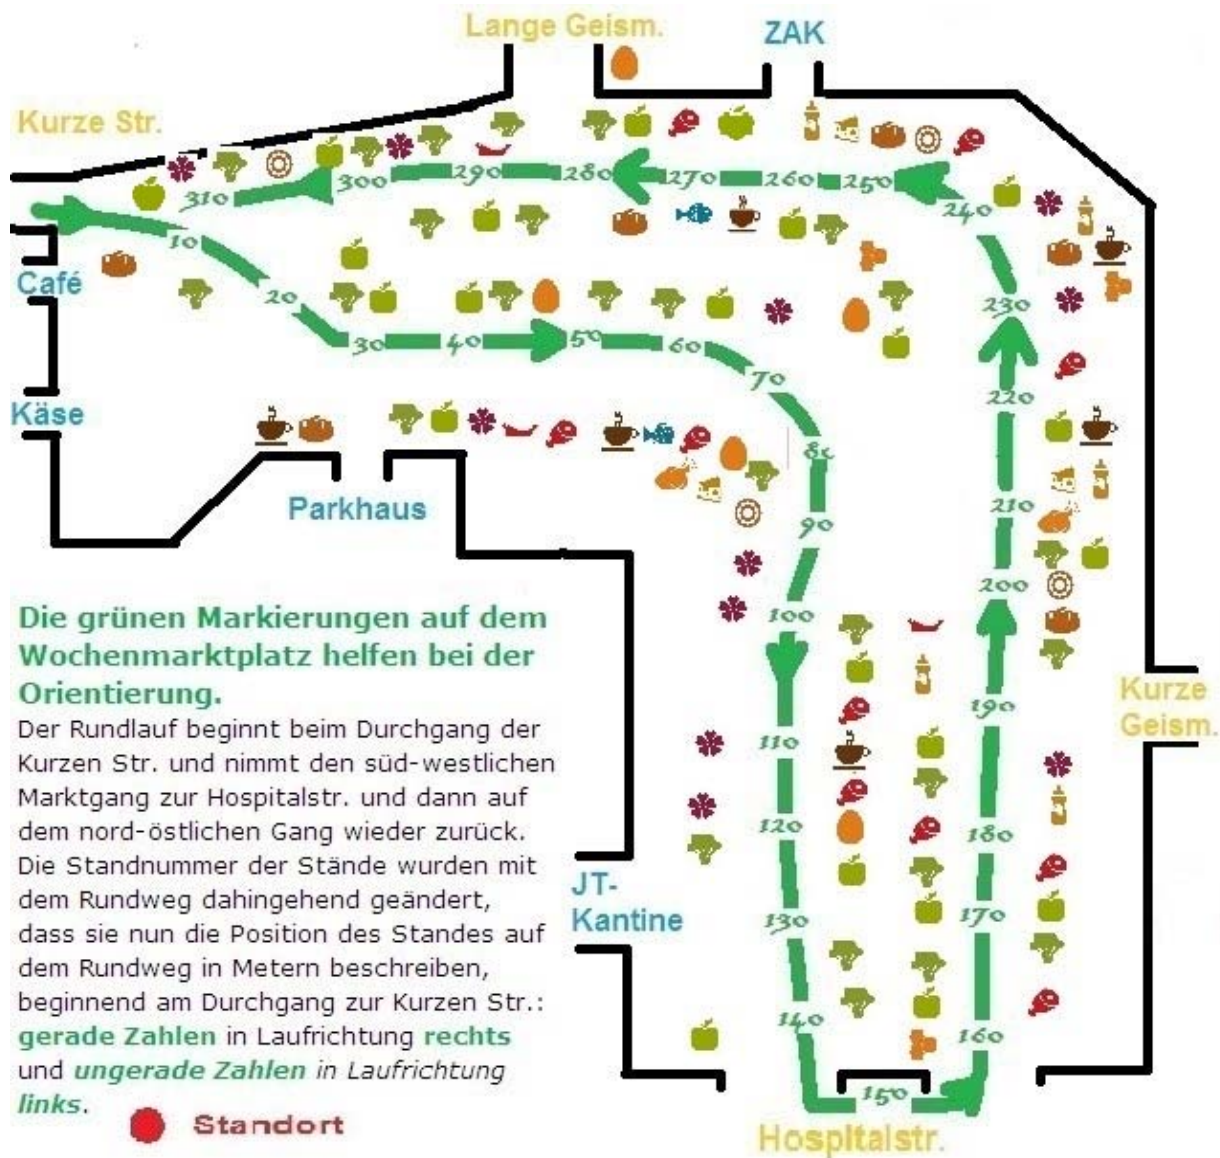 Lange Geism.
ZAK
Kurze Str.
310
300
290
280
270
260
250
240
10
20
30
40
50
60
70
80
90
100
110
120
130
140
150
160
170
180
190
200
210
220
230
Café
Käse
Parkhaus
Die grünen Markierungen auf dem
Wochenmarktplatz helfen bei der
Orientierung.
Der Rundlauf beginnt beim Durchgang der
Kurzen Str. und nimmt den süd-westlichen
Marktgang zur Hospitalstr. und dann auf
dem nord-östlichen Gang wieder zurück.
Die Standnummer der Stände wurden mit
dem Rundweg dahingehend geändert,
dass sie nun die Position des Standes auf
dem Rundweg in Metern beschreiben,
beginnend am Durchgang zur Kurzen Str.:
gerade Zahlen in Laufrichtung rechts
und ungerade Zahlen in Laufrichtung
links.
Standort
JT-
Kantine
Kurze
Geism.
Hospitalstr.